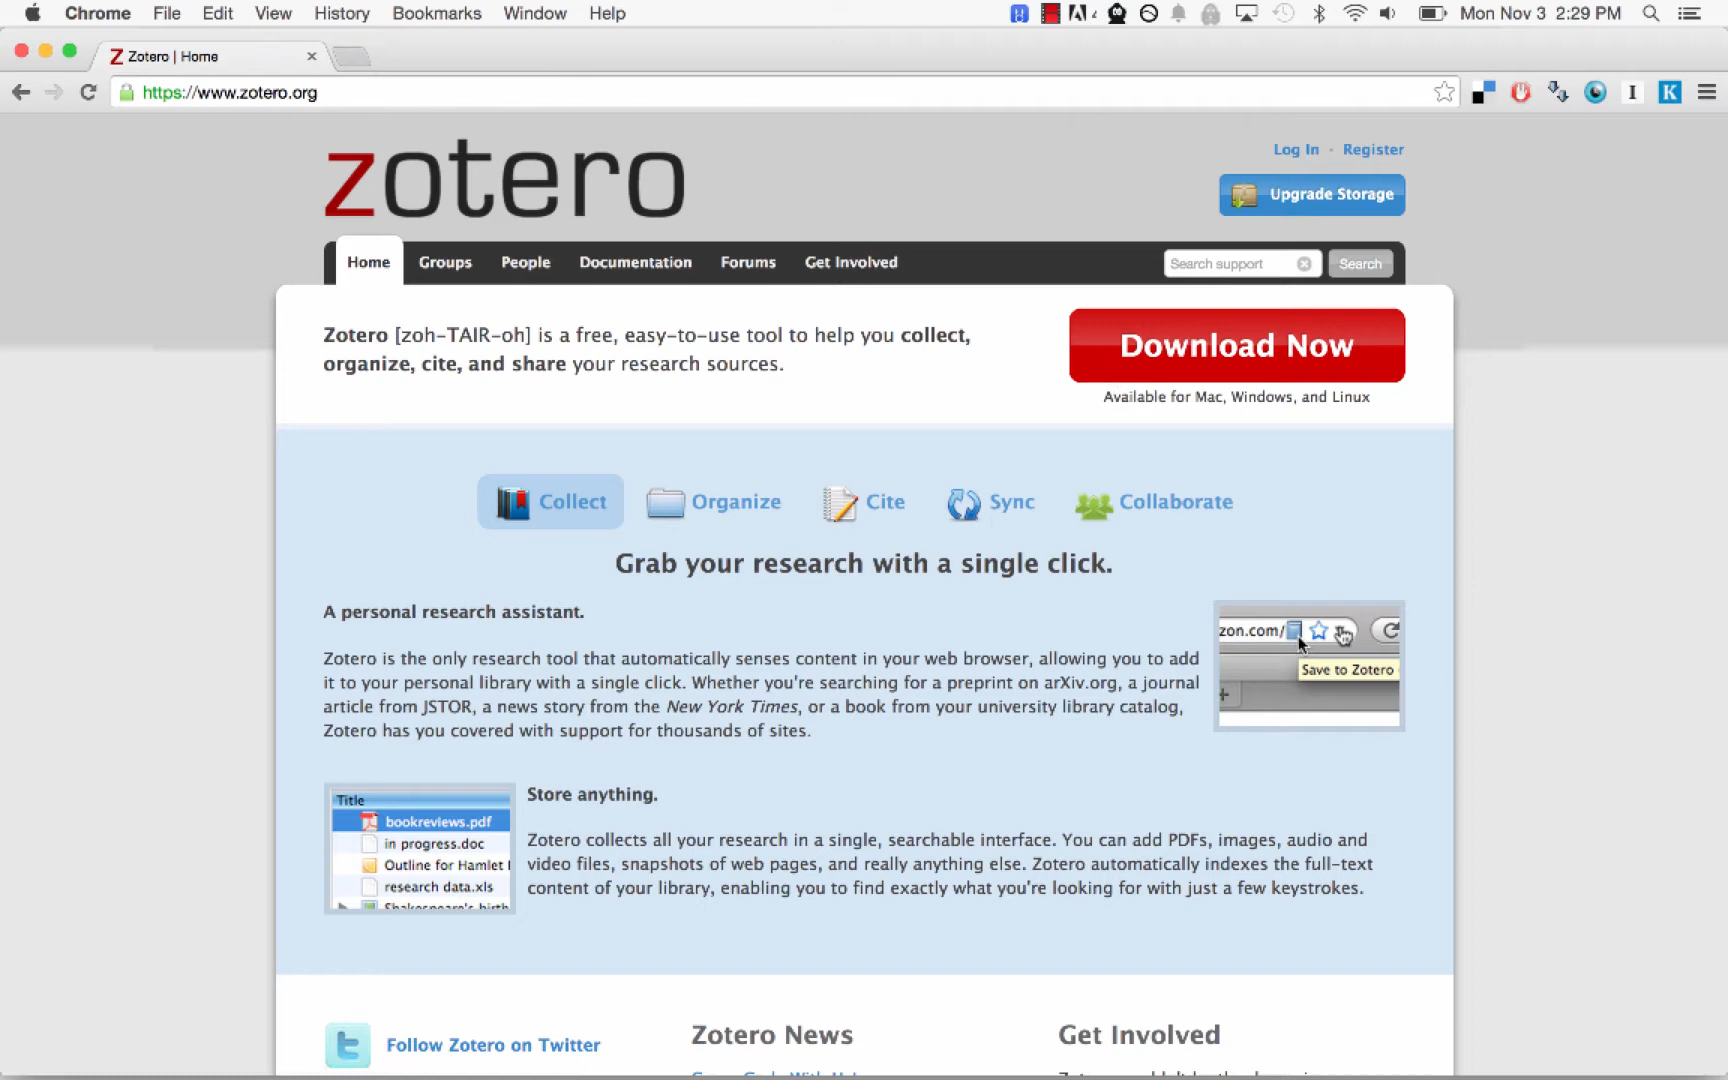 Chrome File Edit View History Bookmarks Window Help Mon Nov 3 2:29 PM
Z Zotero | Home
https://www.zotero.org
zotero
Log In · Register
Upgrade Storage
Home Groups People Documentation Forums Get Involved Search support Search
Zotero [zoh-TAIR-oh] is a free, easy-to-use tool to help you collect,
organize, cite, and share your research sources.
Download Now
Available for Mac, Windows, and Linux
Collect Organize Cite Sync Collaborate
Grab your research with a single click.
A personal research assistant.
Zotero is the only research tool that automatically senses content in your web browser, allowing you to add
it to your personal library with a single click. Whether you're searching for a preprint on arXiv.org, a journal
article from JSTOR, a news story from the New York Times, or a book from your university library catalog,
Zotero has you covered with support for thousands of sites.
zon.com/
Save to Zotero
Title
bookreviews.pdf
in progress.doc
Outline for Hamlet
research data.xls
Store anything.
Zotero collects all your research in a single, searchable interface. You can add PDFs, images, audio and
video files, snapshots of web pages, and really anything else. Zotero automatically indexes the full-text
content of your library, enabling you to find exactly what you're looking for with just a few keystrokes.
Follow Zotero on Twitter
Zotero News
Get Involved